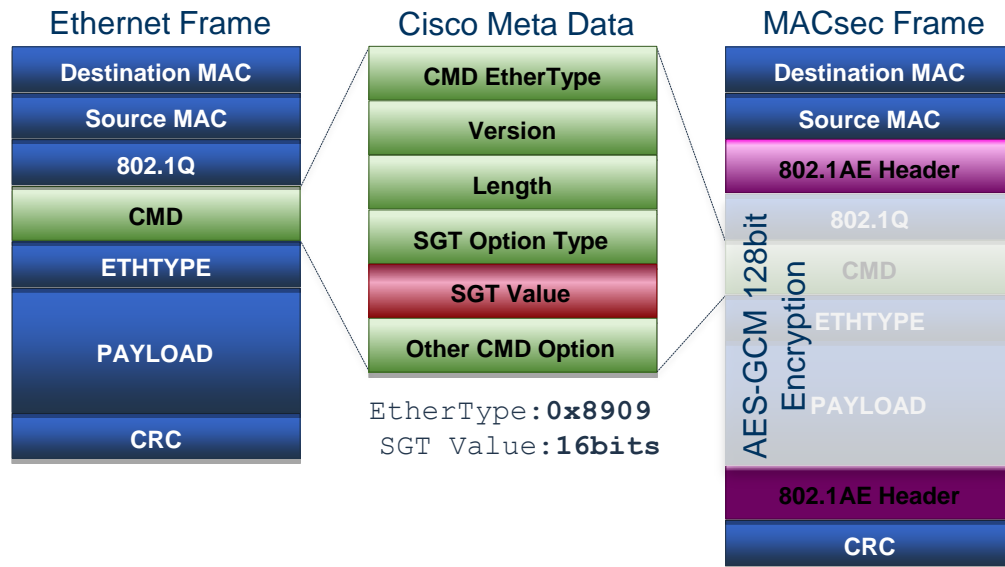 Ethernet Frame
Destination MAC
Source MAC
802.1Q
CMD
ETHTYPE
PAYLOAD
CRC
Cisco Meta Data
CMD EtherType
Version
Length
SGT Option Type
SGT Value
Other CMD Option
EtherType:0x8909
SGT Value:16bits
MACsec Frame
Destination MAC
Source MAC
802.1AE Header
802.1Q
CMD
ETHTYPE
PAYLOAD
AES-GCM 128bit
Encryption
802.1AE Header
CRC